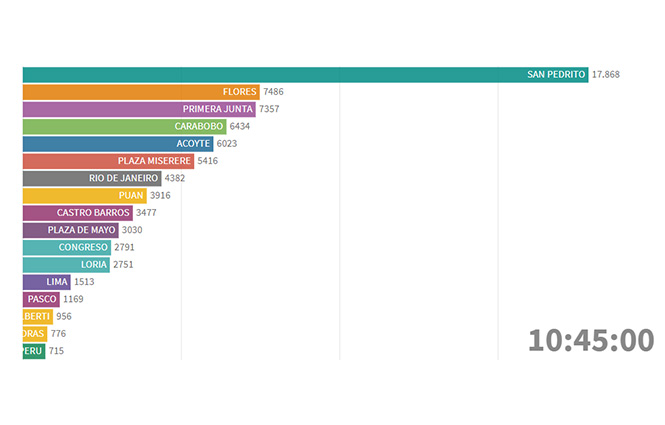 SAN PEDRITO 17.868
FLORES 7486
PRIMERA JUNTA 7357
CARABOBO 6434
ACOYTE 6023
PLAZA MISERERE 5416
RIO DE JANEIRO 4382
PUAN 3916
CASTRO BARROS 3477
PLAZA DE MAYO 3030
CONGRESO 2791
LORIA 2751
LIMA 1513
PASCO 1169
LBERTI 956
ORAS 776
PERU 715
10:45:00